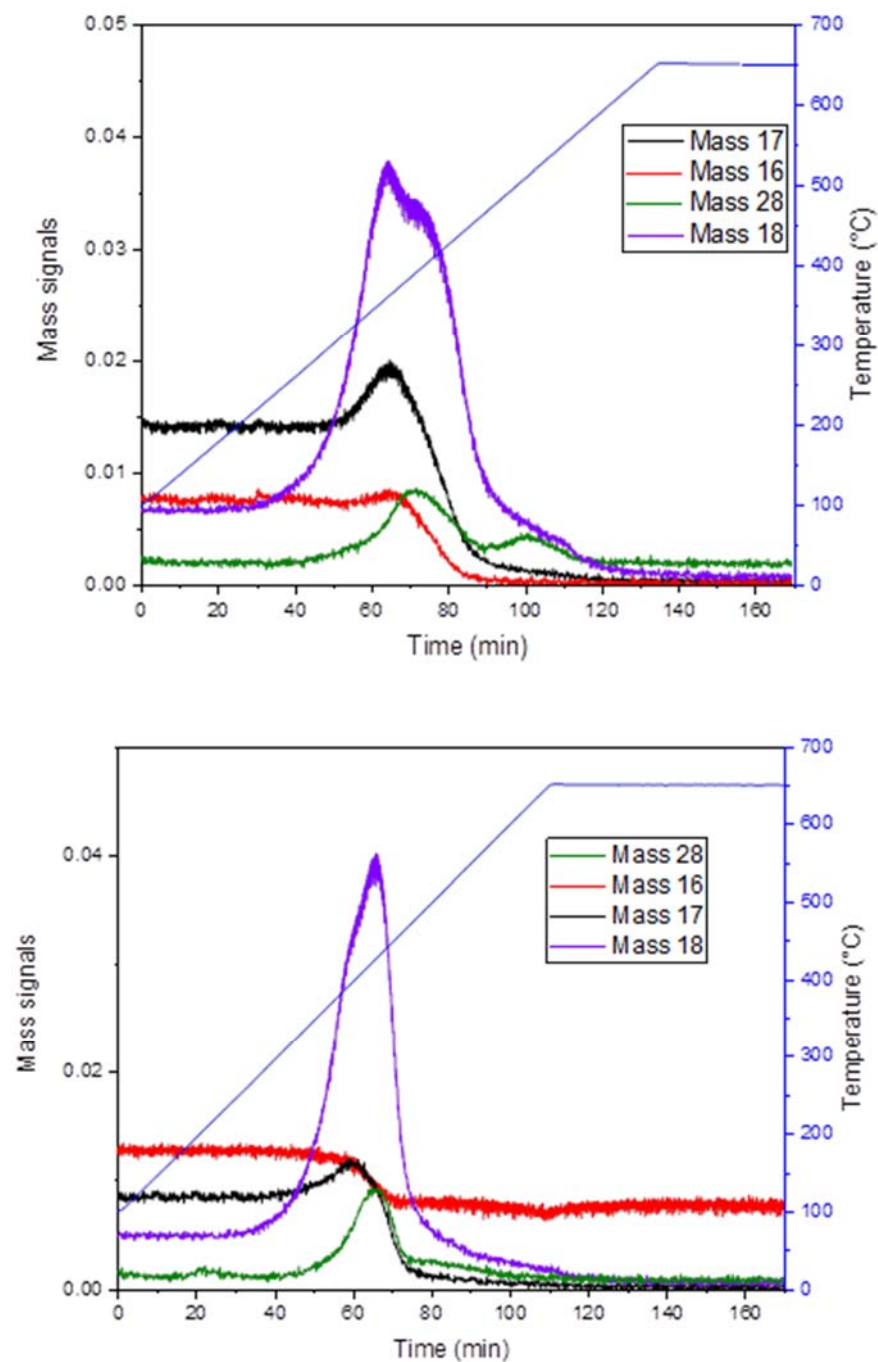 0.05
0.04
0.03
0.02
0.01
0.00
Mass signals
700
600
500
400
300
200
100
0
Temperature (°C)
Mass 17
Mass 16
Mass 28
Mass 18
0 20 40 60 80 100 120 140 160
Time (min)
0.04
0.02
0.00
Mass signals
700
600
500
400
300
200
100
0
Temperature (°C)
Mass 28
Mass 16
Mass 17
Mass 18
0 20 40 60 80 100 120 140 160
Time (min)